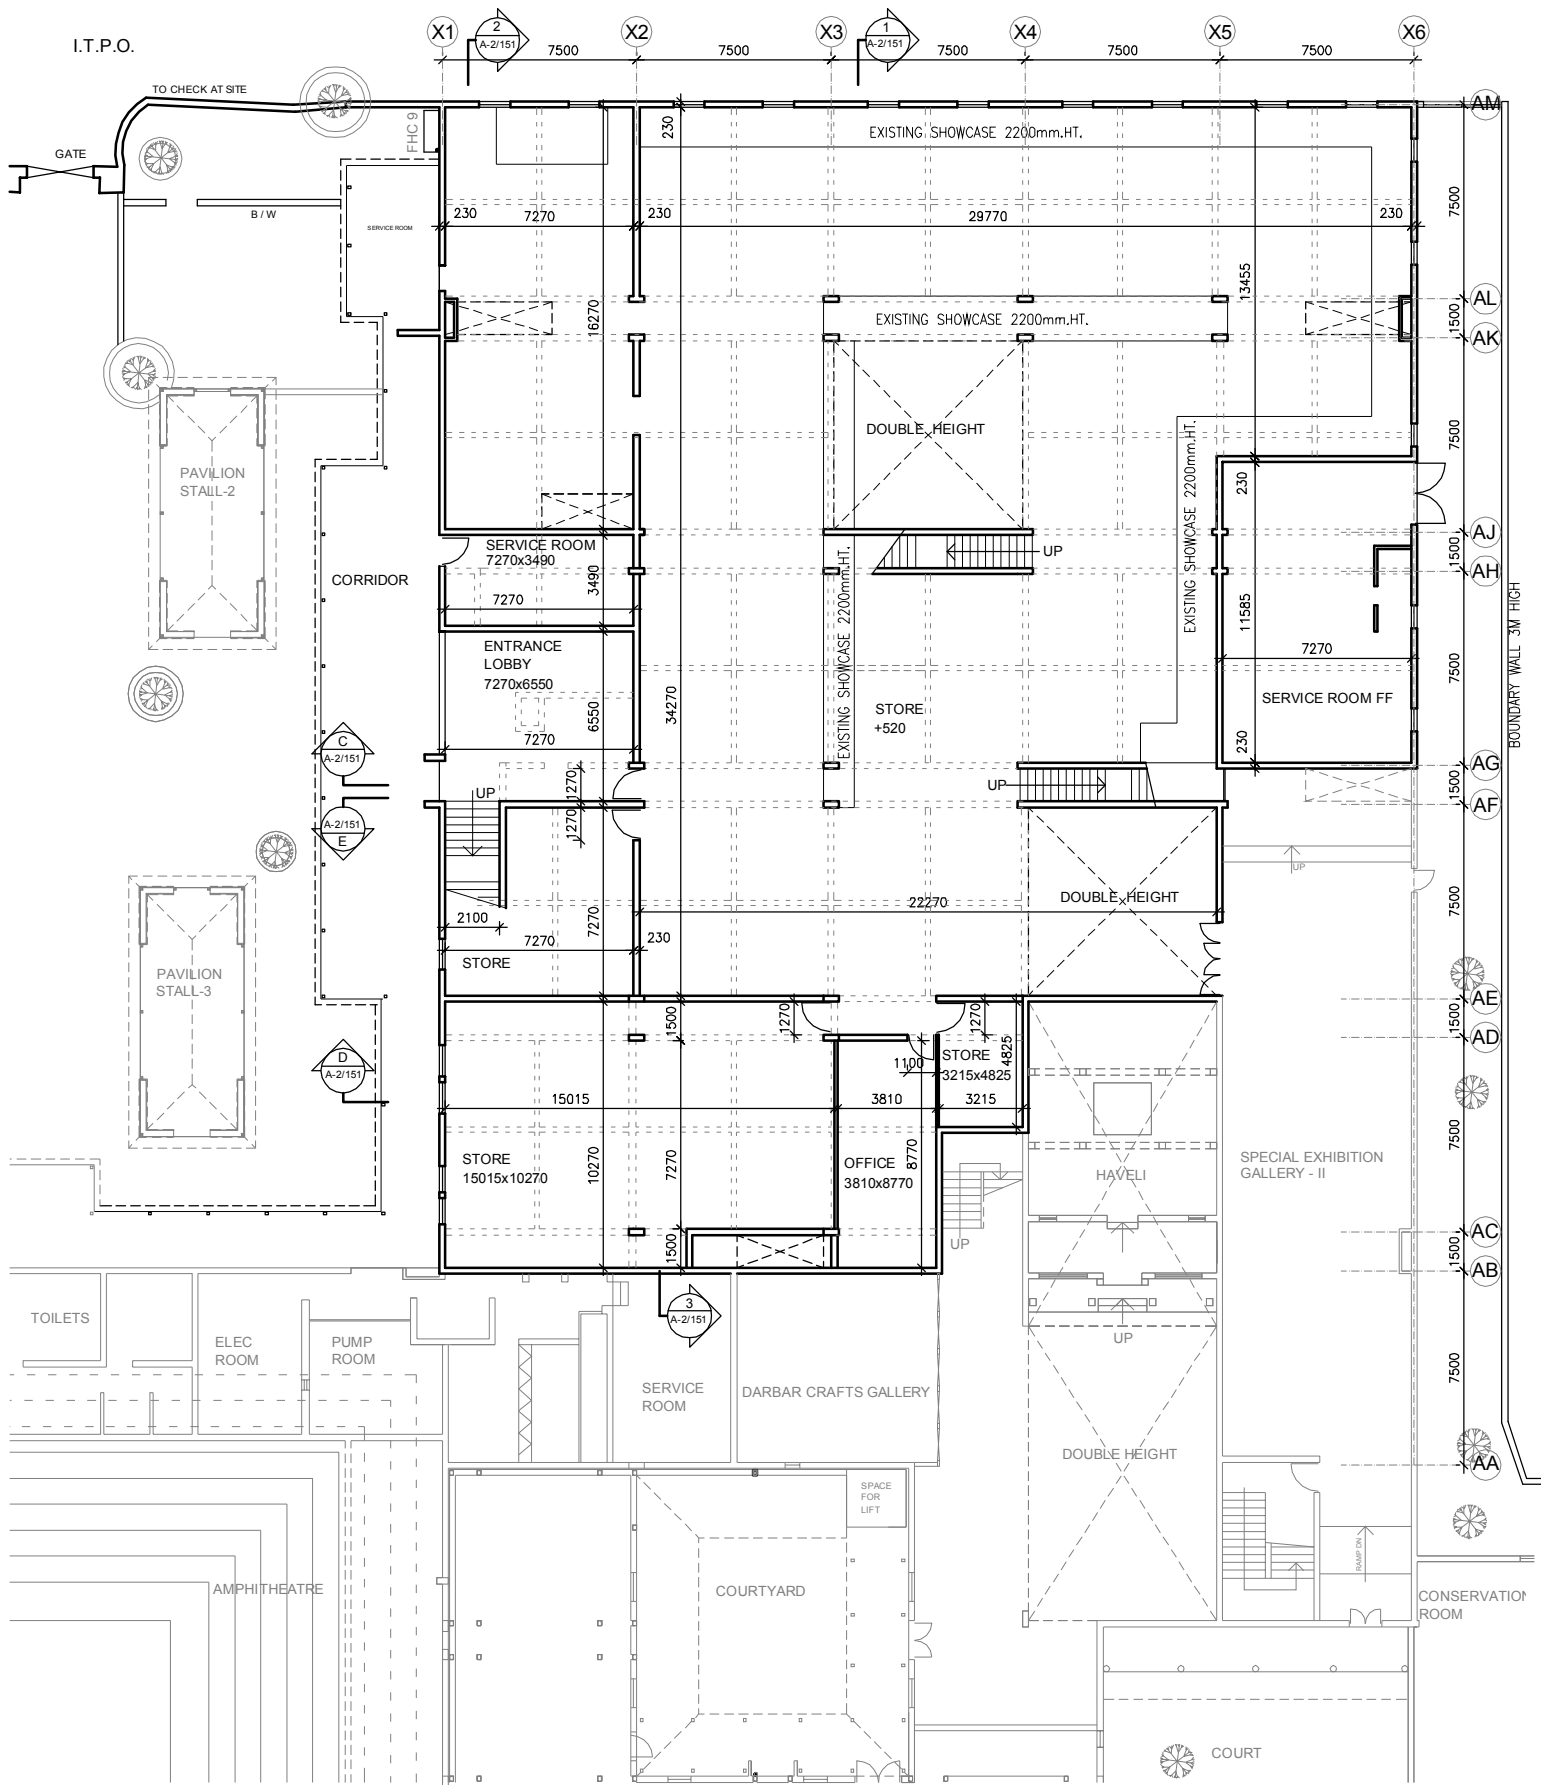 X1
2
A-2/151
X2
X3
1
A-2/151
X4
X5
X6
I.T.P.O.
7500
7500
7500
7500
7500
TO CHECK AT SITE
AM
FHC 9
230
EXISTING SHOWCASE 2200mm.HT.
GATE
B / W
SERVICE ROOM
230
7270
230
29770
230
7500
13455
16270
AL
EXISTING SHOWCASE 2200mm.HT.
1500
AK
DOUBLE HEIGHT
EXISTING SHOWCASE 2200mm.HT.
7500
PAVILION
STALL-2
230
AJ
SERVICE ROOM
7270x3490
UP
1500
AH
CORRIDOR
3490
7270
EXISTING SHOWCASE 2200mm.HT.
11585
BOUNDARY WALL 3M HIGH
ENTRANCE
LOBBY
7270x6550
7270
7500
SERVICE ROOM FF
34270
6550
STORE
+520
C
A-2/151
7270
230
AG
1270
UP
UP
1500
AF
A-2/151
E
1270
UP
7500
DOUBLE HEIGHT
22270
2100
7270
7270
230
STORE
PAVILION
STALL-3
AE
1500
1270
1270
1500
AD
D
A-2/151
1100
STORE
3215x4825
4825
15015
3810
3215
7500
STORE
15015x10270
10270
7270
OFFICE
3810x8770
8770
HAVELI
SPECIAL EXHIBITION
GALLERY - II
UP
1500
AC
1500
AB
3
A-2/151
TOILETS
ELEC
ROOM
PUMP
ROOM
UP
7500
SERVICE
ROOM
DARBAR CRAFTS GALLERY
DOUBLE HEIGHT
AA
SPACE
FOR
LIFT
RAMP DN
AMPHITHEATRE
COURTYARD
CONSERVATION
ROOM
COURT